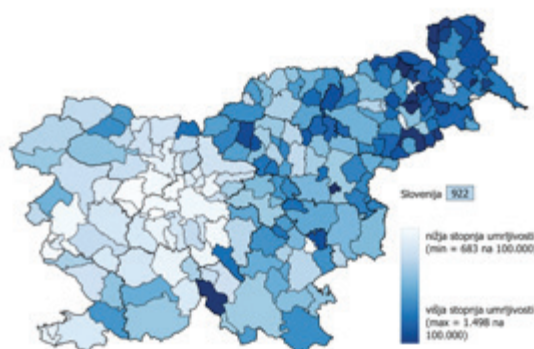 Slovenija 922
nižja stopnja umrljivosti
(min = 683 na 100.000)
višja stopnja umrljivosti
(max = 1.498 na
100.000)